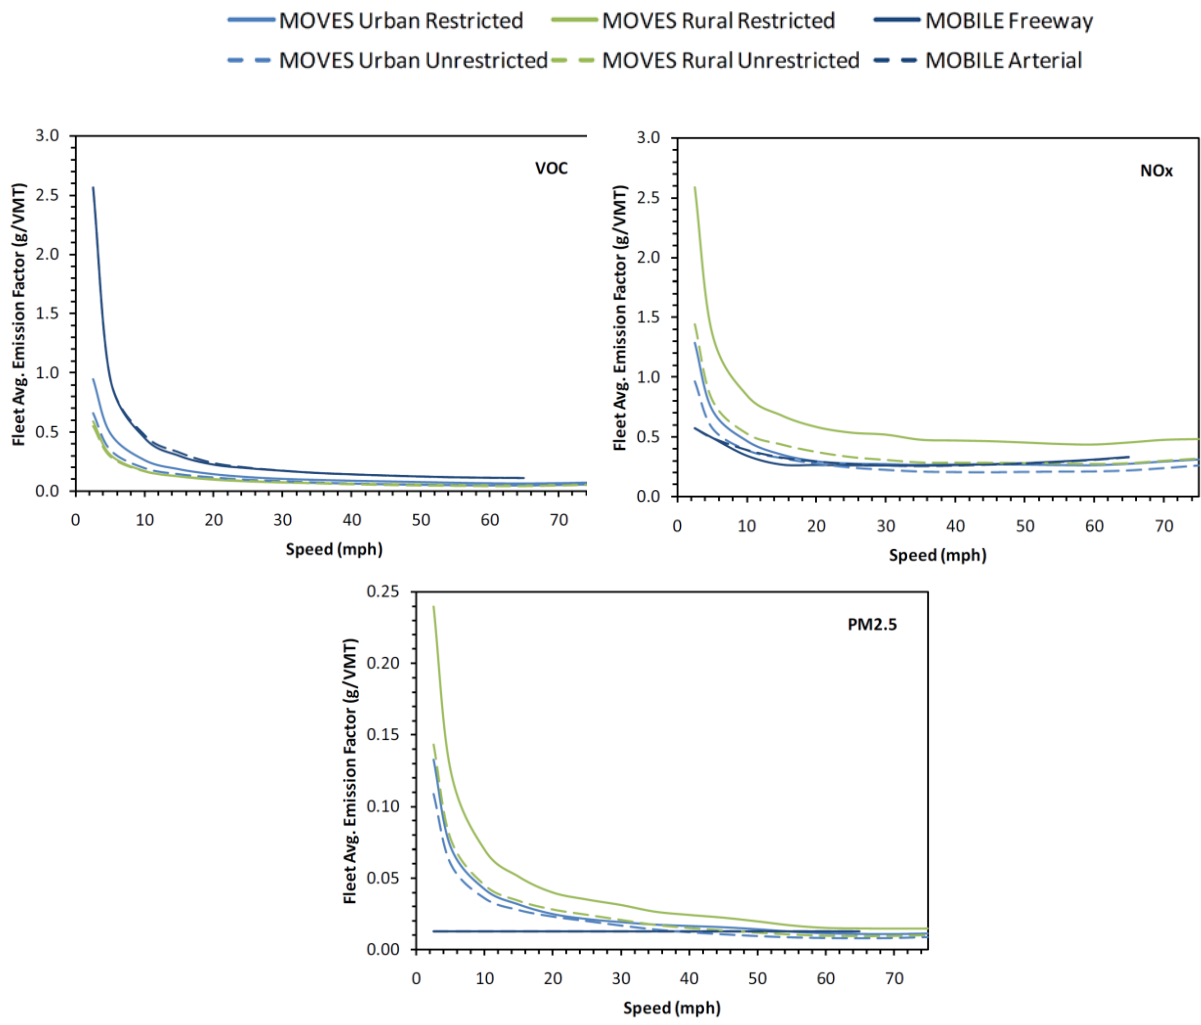 MOVES Urban Restricted MOVES Rural Restricted MOBILE Freeway
MOVES Urban Unrestricted MOVES Rural Unrestricted MOBILE Arterial
VOC
Fleet Avg. Emission Factor (g/VMT)
3.0
2.5
2.0
1.5
1.0
0.5
0.0
0 10 20 30 40 50 60 70
Speed (mph)
NOx
Fleet Avg. Emission Factor (g/VMT)
3.0
2.5
2.0
1.5
1.0
0.5
0.0
0 10 20 30 40 50 60 70
Speed (mph)
PM2.5
Fleet Avg. Emission Factor (g/VMT)
0.25
0.20
0.15
0.10
0.05
0.00
0 10 20 30 40 50 60 70
Speed (mph)